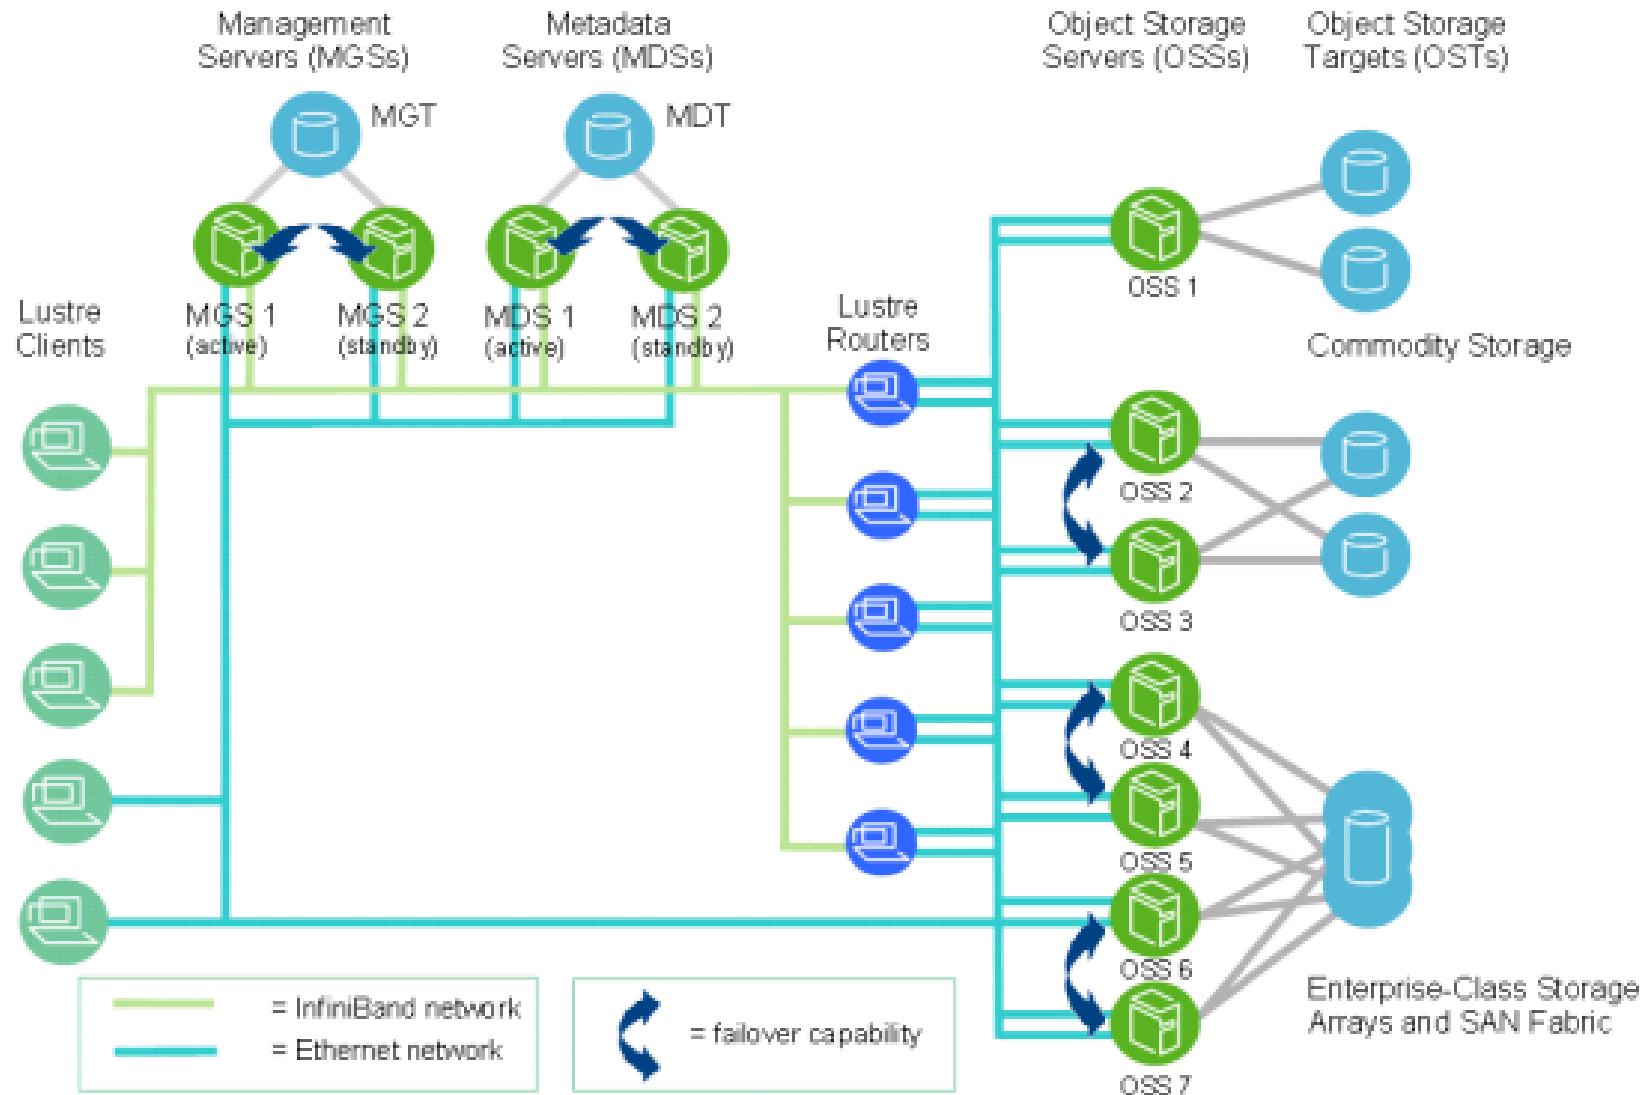 Management
Servers (MGSs)
Metadata
Servers (MDSs)
Object Storage
Servers (OSSs)
Object Storage
Targets (OSTs)
MGT
MDT
MGS 1
(active)
MGS 2
(standby)
MDS 1
(active)
MDS 2
(standby)
Lustre
Clients
Lustre
Routers
OSS 1
Commodity Storage
OSS 2
OSS 3
OSS 4
OSS 5
OSS 6
OSS 7
Enterprise-Class Storage
Arrays and SAN Fabric
= InfiniBand network
= Ethernet network
= failover capability